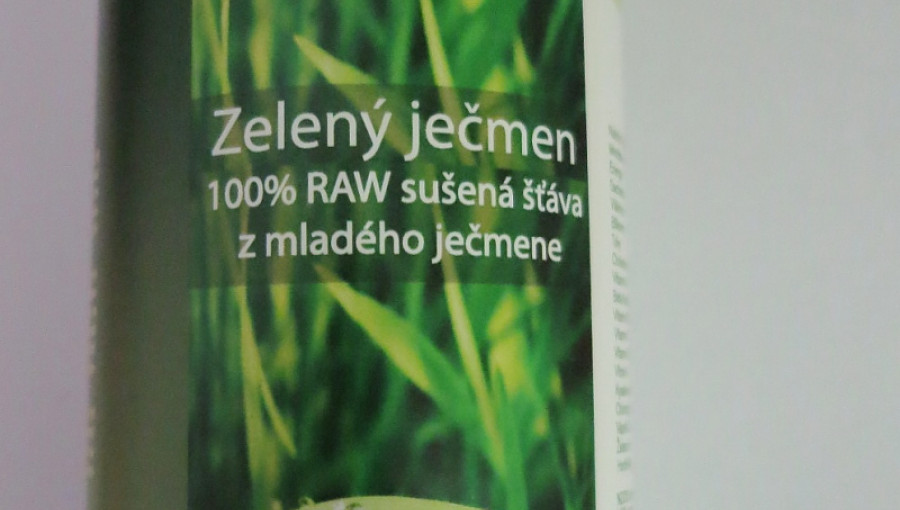 Zelený ječmen
100% RAW sušená šťáva
z mladého ječmene